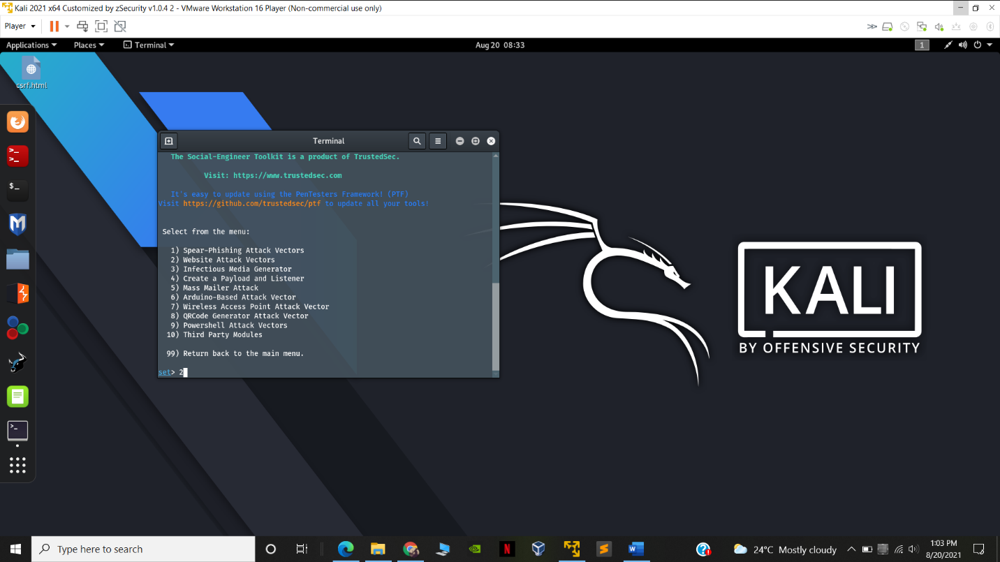 Kali 2021 x64 Customized by zSecurity v1.0.4 2 - VMware Workstation 16 Player (Non-commercial use only)
Player
Applications Places Terminal Aug 20 08:33 1
csrf.html
Terminal
The Social-Engineer Toolkit is a product of TrustedSec.
Visit: https://www.trustedsec.com
It's easy to update using the PenTesters Framework! (PTF)
Visit https://github.com/trustedsec/ptf to update all your tools!
Select from the menu:
1) Spear-Phishing Attack Vectors
2) Website Attack Vectors
3) Infectious Media Generator
4) Create a Payload and Listener
5) Mass Mailer Attack
6) Arduino-Based Attack Vector
7) Wireless Access Point Attack Vector
8) QRCode Generator Attack Vector
9) Powershell Attack Vectors
10) Third Party Modules
99) Return back to the main menu.
set> 2
KALI
BY OFFENSIVE SECURITY
Type here to search
24°C Mostly cloudy
1:03 PM
8/20/2021